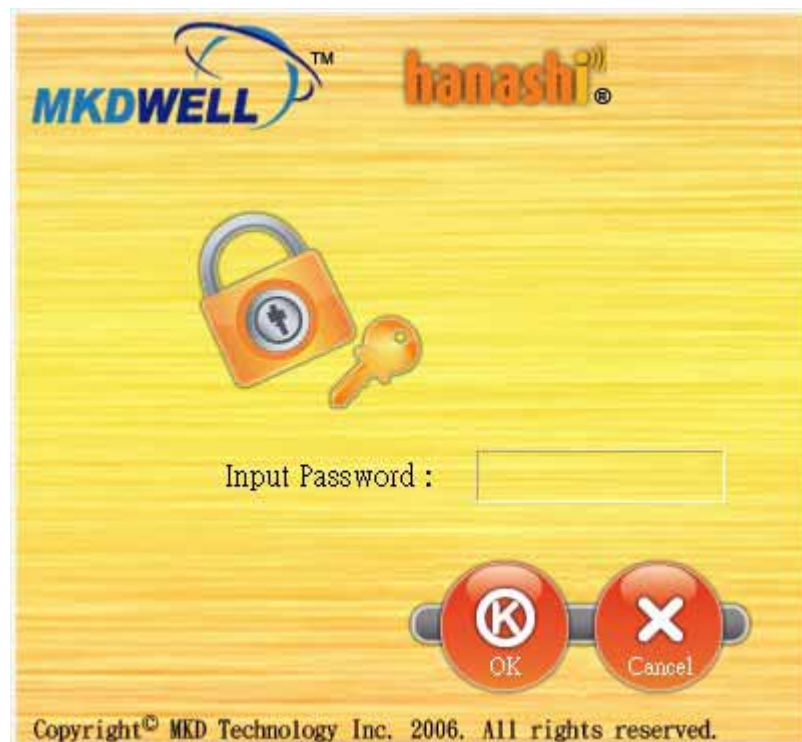 MKDWELL™ hanashi®
Input Password :
OK Cancel
Copyright© MKD Technology Inc. 2006. All rights reserved.